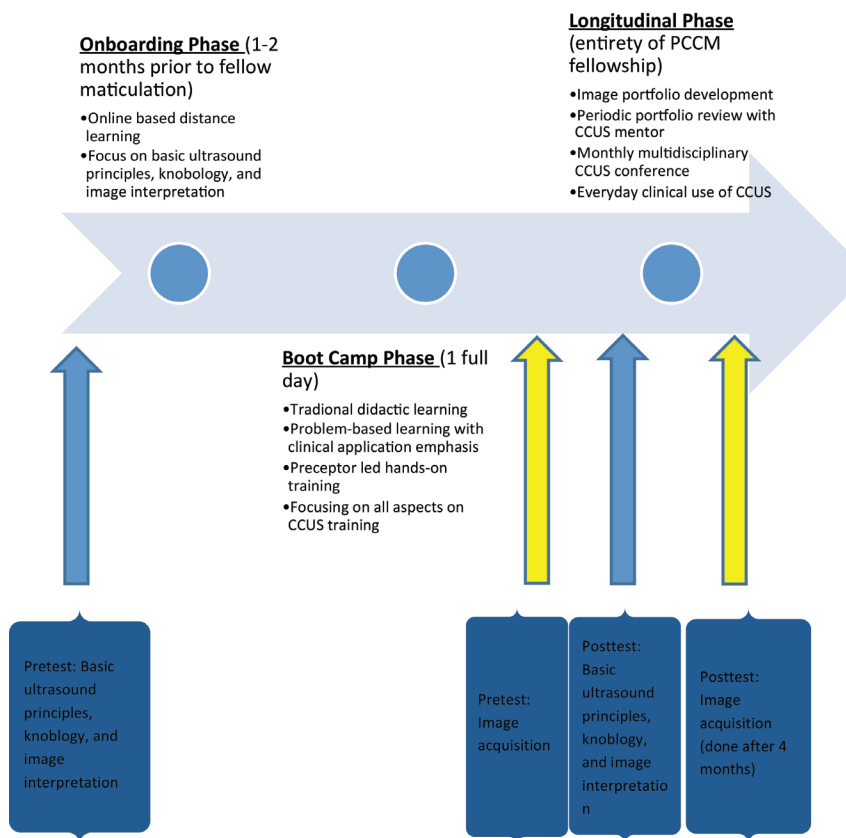 Onboarding Phase (1-2
months prior to fellow
maticulation)
•Online based distance
learning
•Focus on basic ultrasound
principles, knobology, and
image interpretation
Longitudinal Phase
(entirety of PCCM
fellowship)
•Image portfolio development
•Periodic portfolio review with
CCUS mentor
•Monthly multidisciplinary
CCUS conference
•Everyday clinical use of CCUS
Boot Camp Phase (1 full
day)
•Tradional didactic learning
•Problem-based learning with
clinical application emphasis
•Preceptor led hands-on
training
•Focusing on all aspects on
CCUS training
Pretest: Basic
ultrasound
principles,
knoblogy, and
image
interpretation
Pretest:
Image
acquisition
Posttest:
Basic
ultrasound
principles,
knoblogy,
and image
interpretatio
n
Posttest:
Image
acquisition
(done after 4
months)